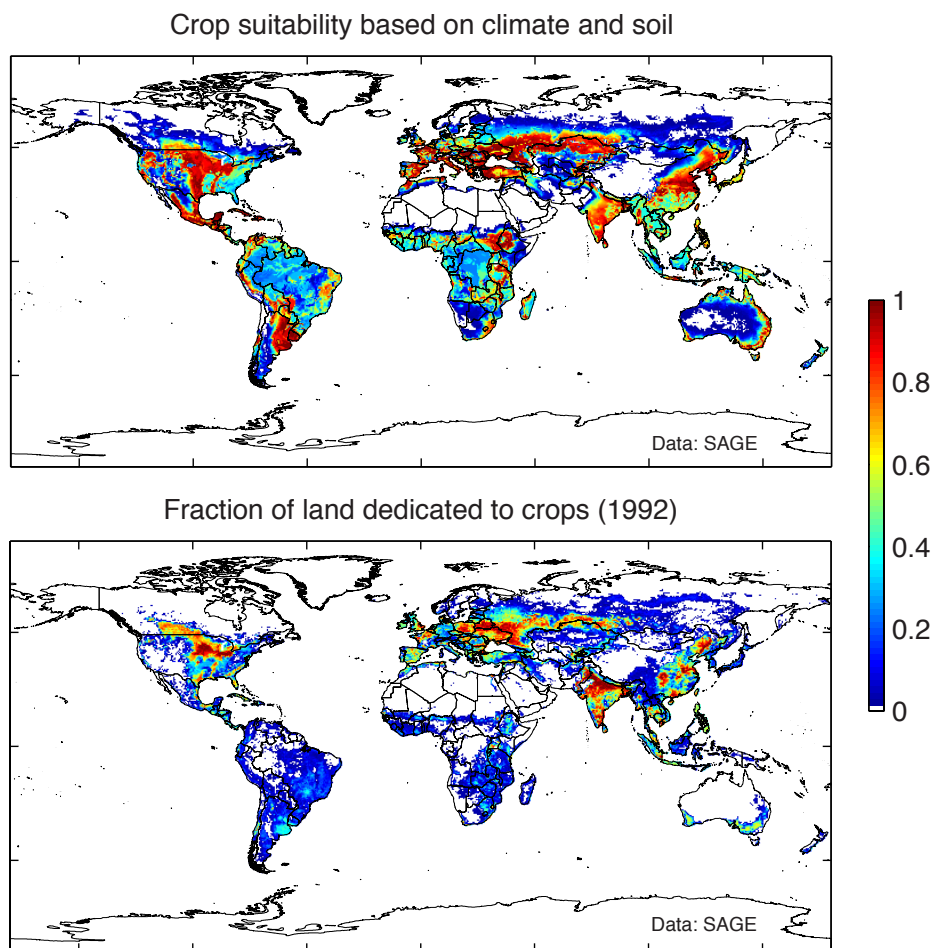 Crop suitability based on climate and soil
Data: SAGE
1
0.8
0.6
0.4
0.2
0
Fraction of land dedicated to crops (1992)
Data: SAGE